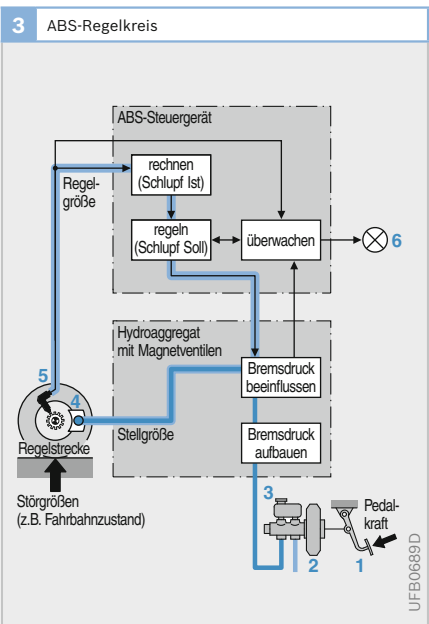 3 ABS-Regelkreis
ABS-Steuergerät
rechnen
(Schlupf Ist)
Regel-
größe
regeln
(Schlupf Soll)
überwachen
6
Hydroaggregat
mit Magnetventilen
Bremsdruck
beeinflussen
5
4
Regelstrecke
Stellgröße
Bremsdruck
aufbauen
Störgrößen
(z.B. Fahrbahnzustand)
3
Pedal-
kraft
2
1
UFB0689D